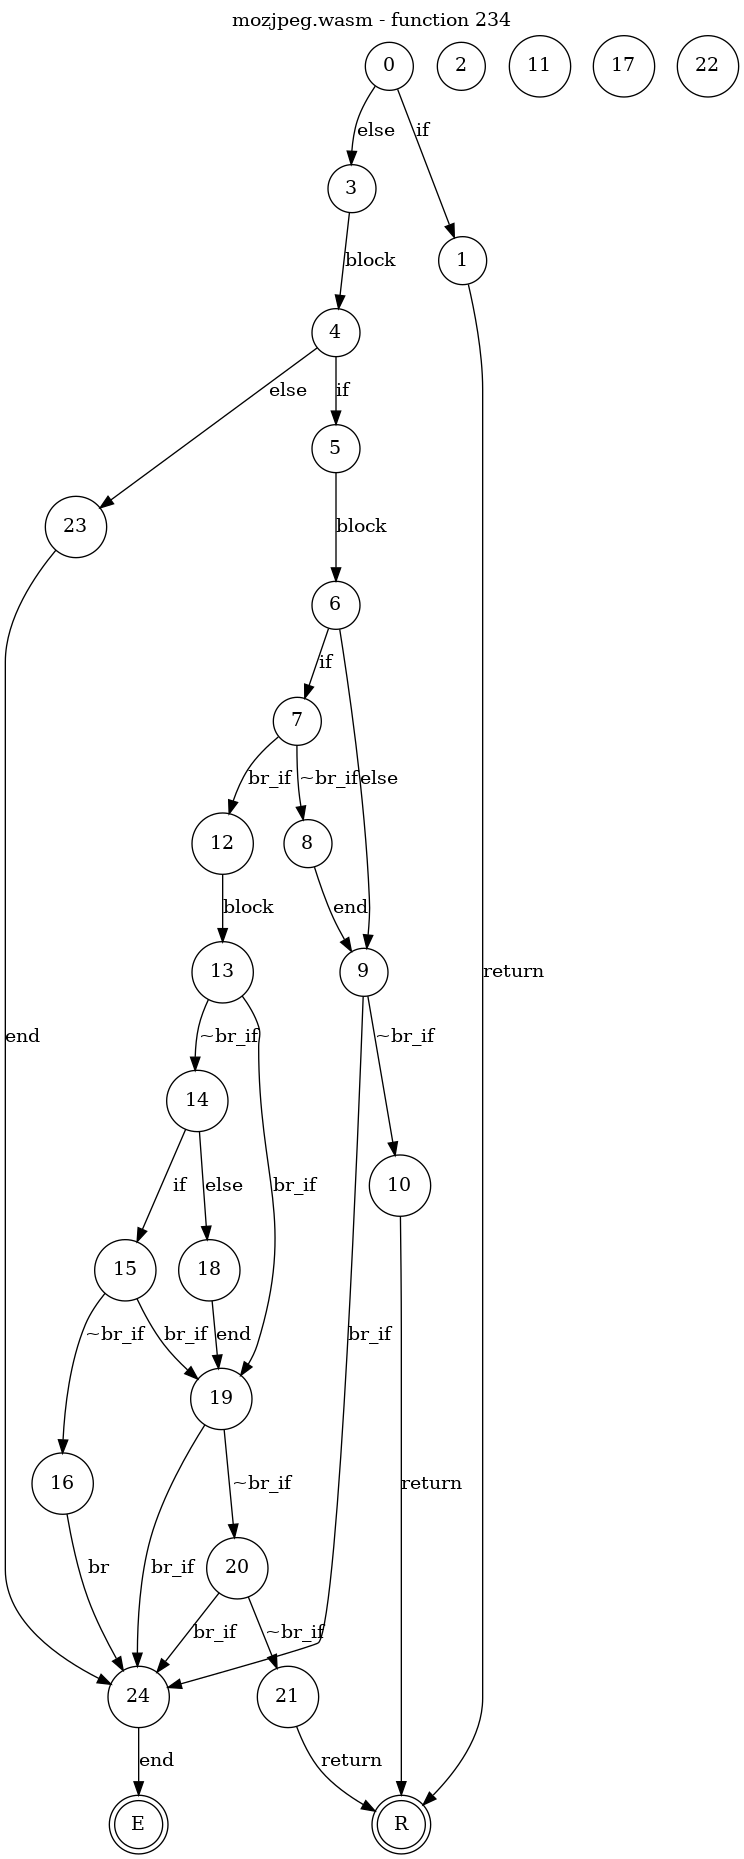 mozjpeg.wasm - function 234
0 2 11 17 22
else if
3
block 1
4
else if
5
block
23
6
if
7
br_if ~br_if else
12 8
block end
13 9
return
end ~br_if ~br_if
14
if else br_if 10
15 18
~br_if br_if end br_if
19
16 ~br_if return
br br_if 20
br_if ~br_if
24 21
end return
E R